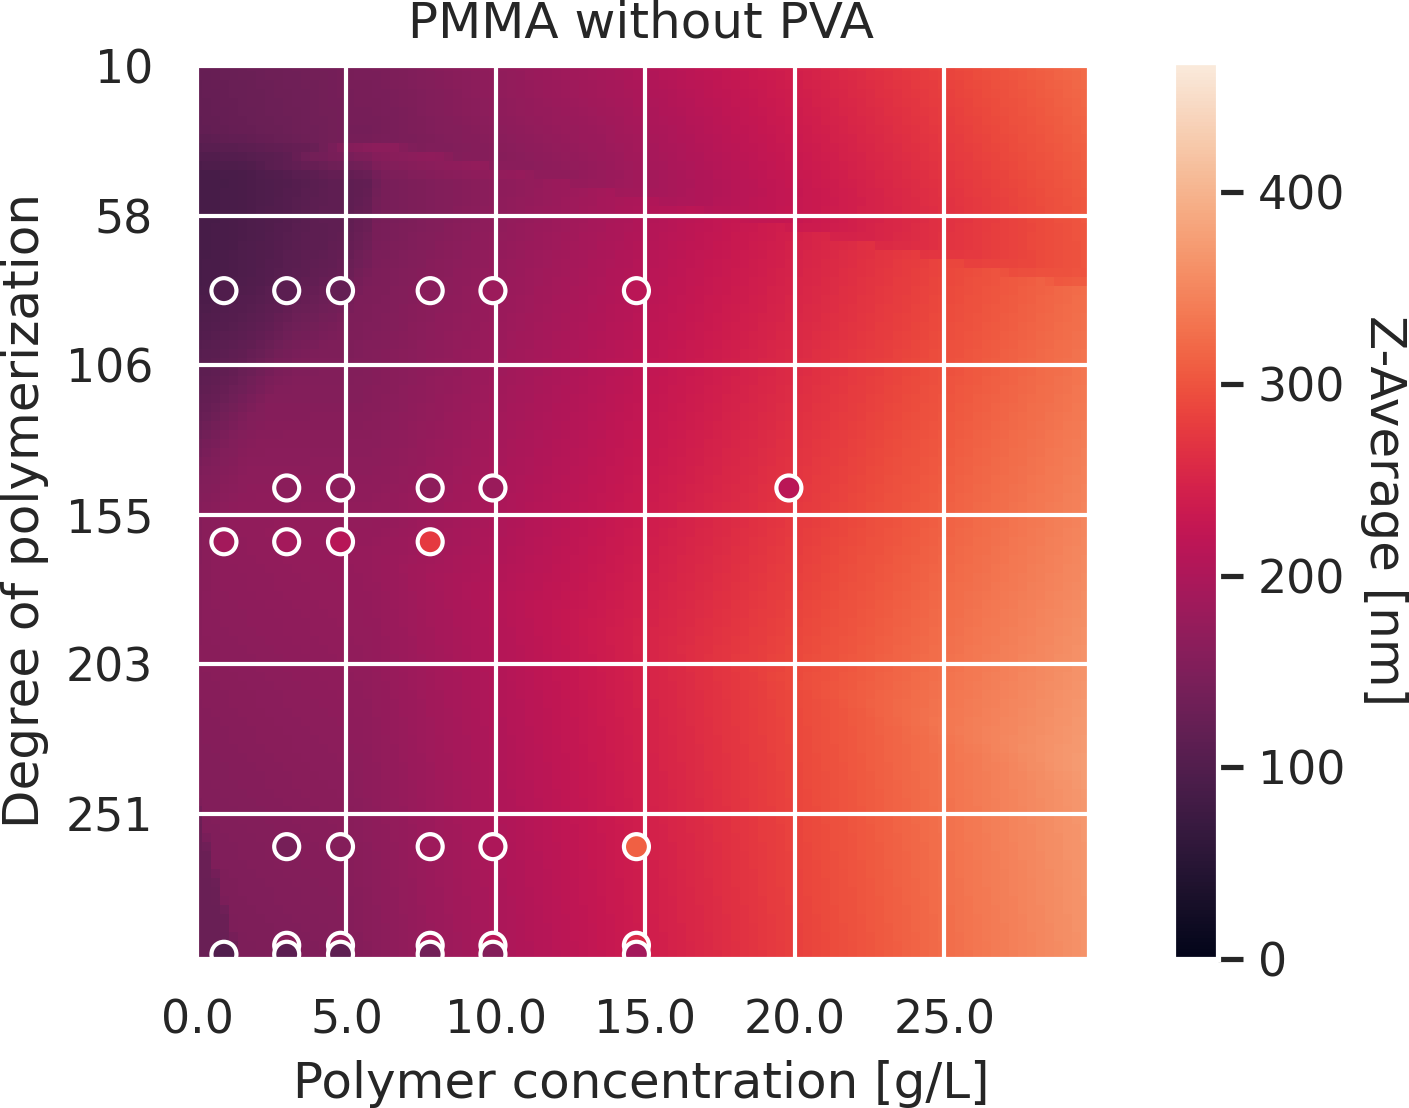 PMMA without PVA
Degree of polymerization
10
58
106
155
203
251
0.0 5.0 10.0 15.0 20.0 25.0
Polymer concentration [g/L]
400
300
200
100
0
Z-Average [nm]